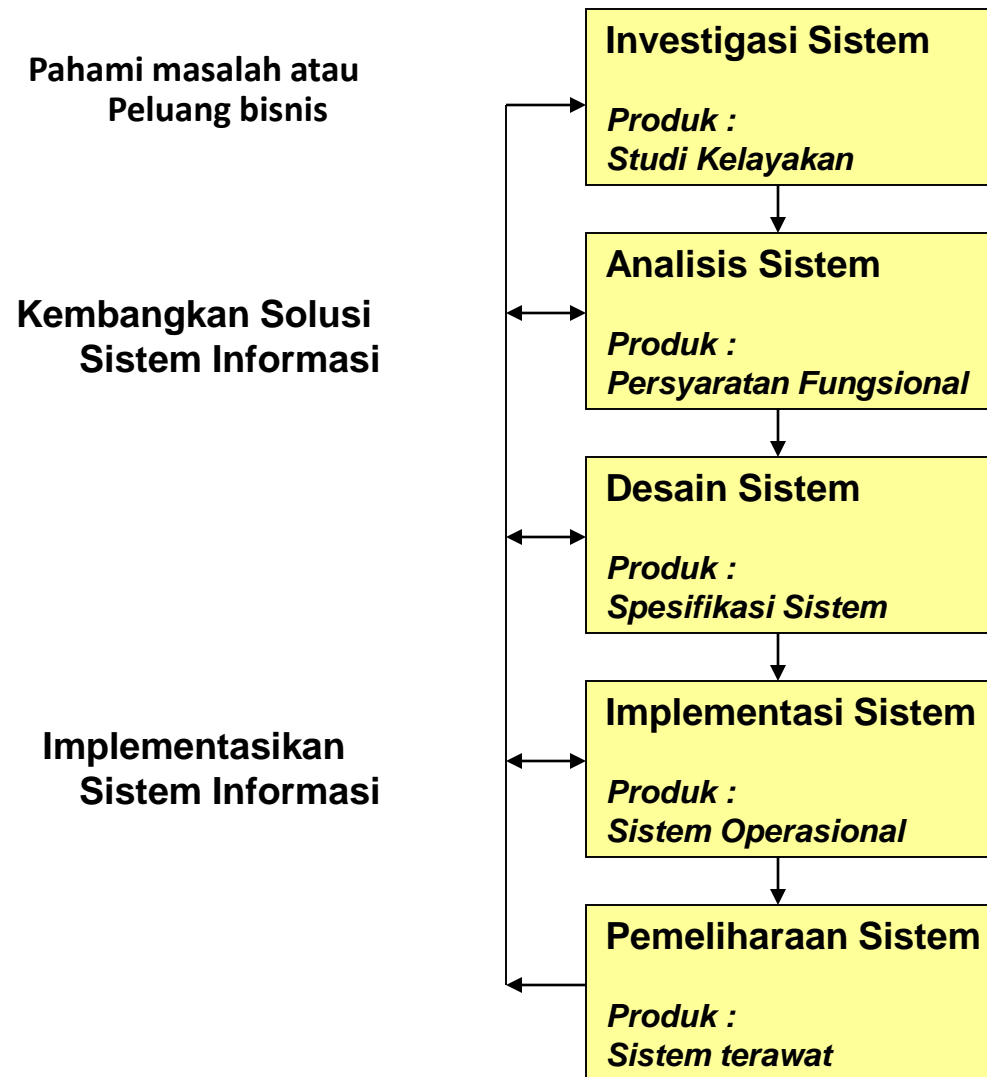 Pahami masalah atau
Peluang bisnis
Investigasi Sistem
Produk :
Studi Kelayakan
Kembangkan Solusi
Sistem Informasi
Analisis Sistem
Produk :
Persyaratan Fungsional
Desain Sistem
Produk :
Spesifikasi Sistem
Implementasikan
Sistem Informasi
Implementasi Sistem
Produk :
Sistem Operasional
Pemeliharaan Sistem
Produk :
Sistem terawat